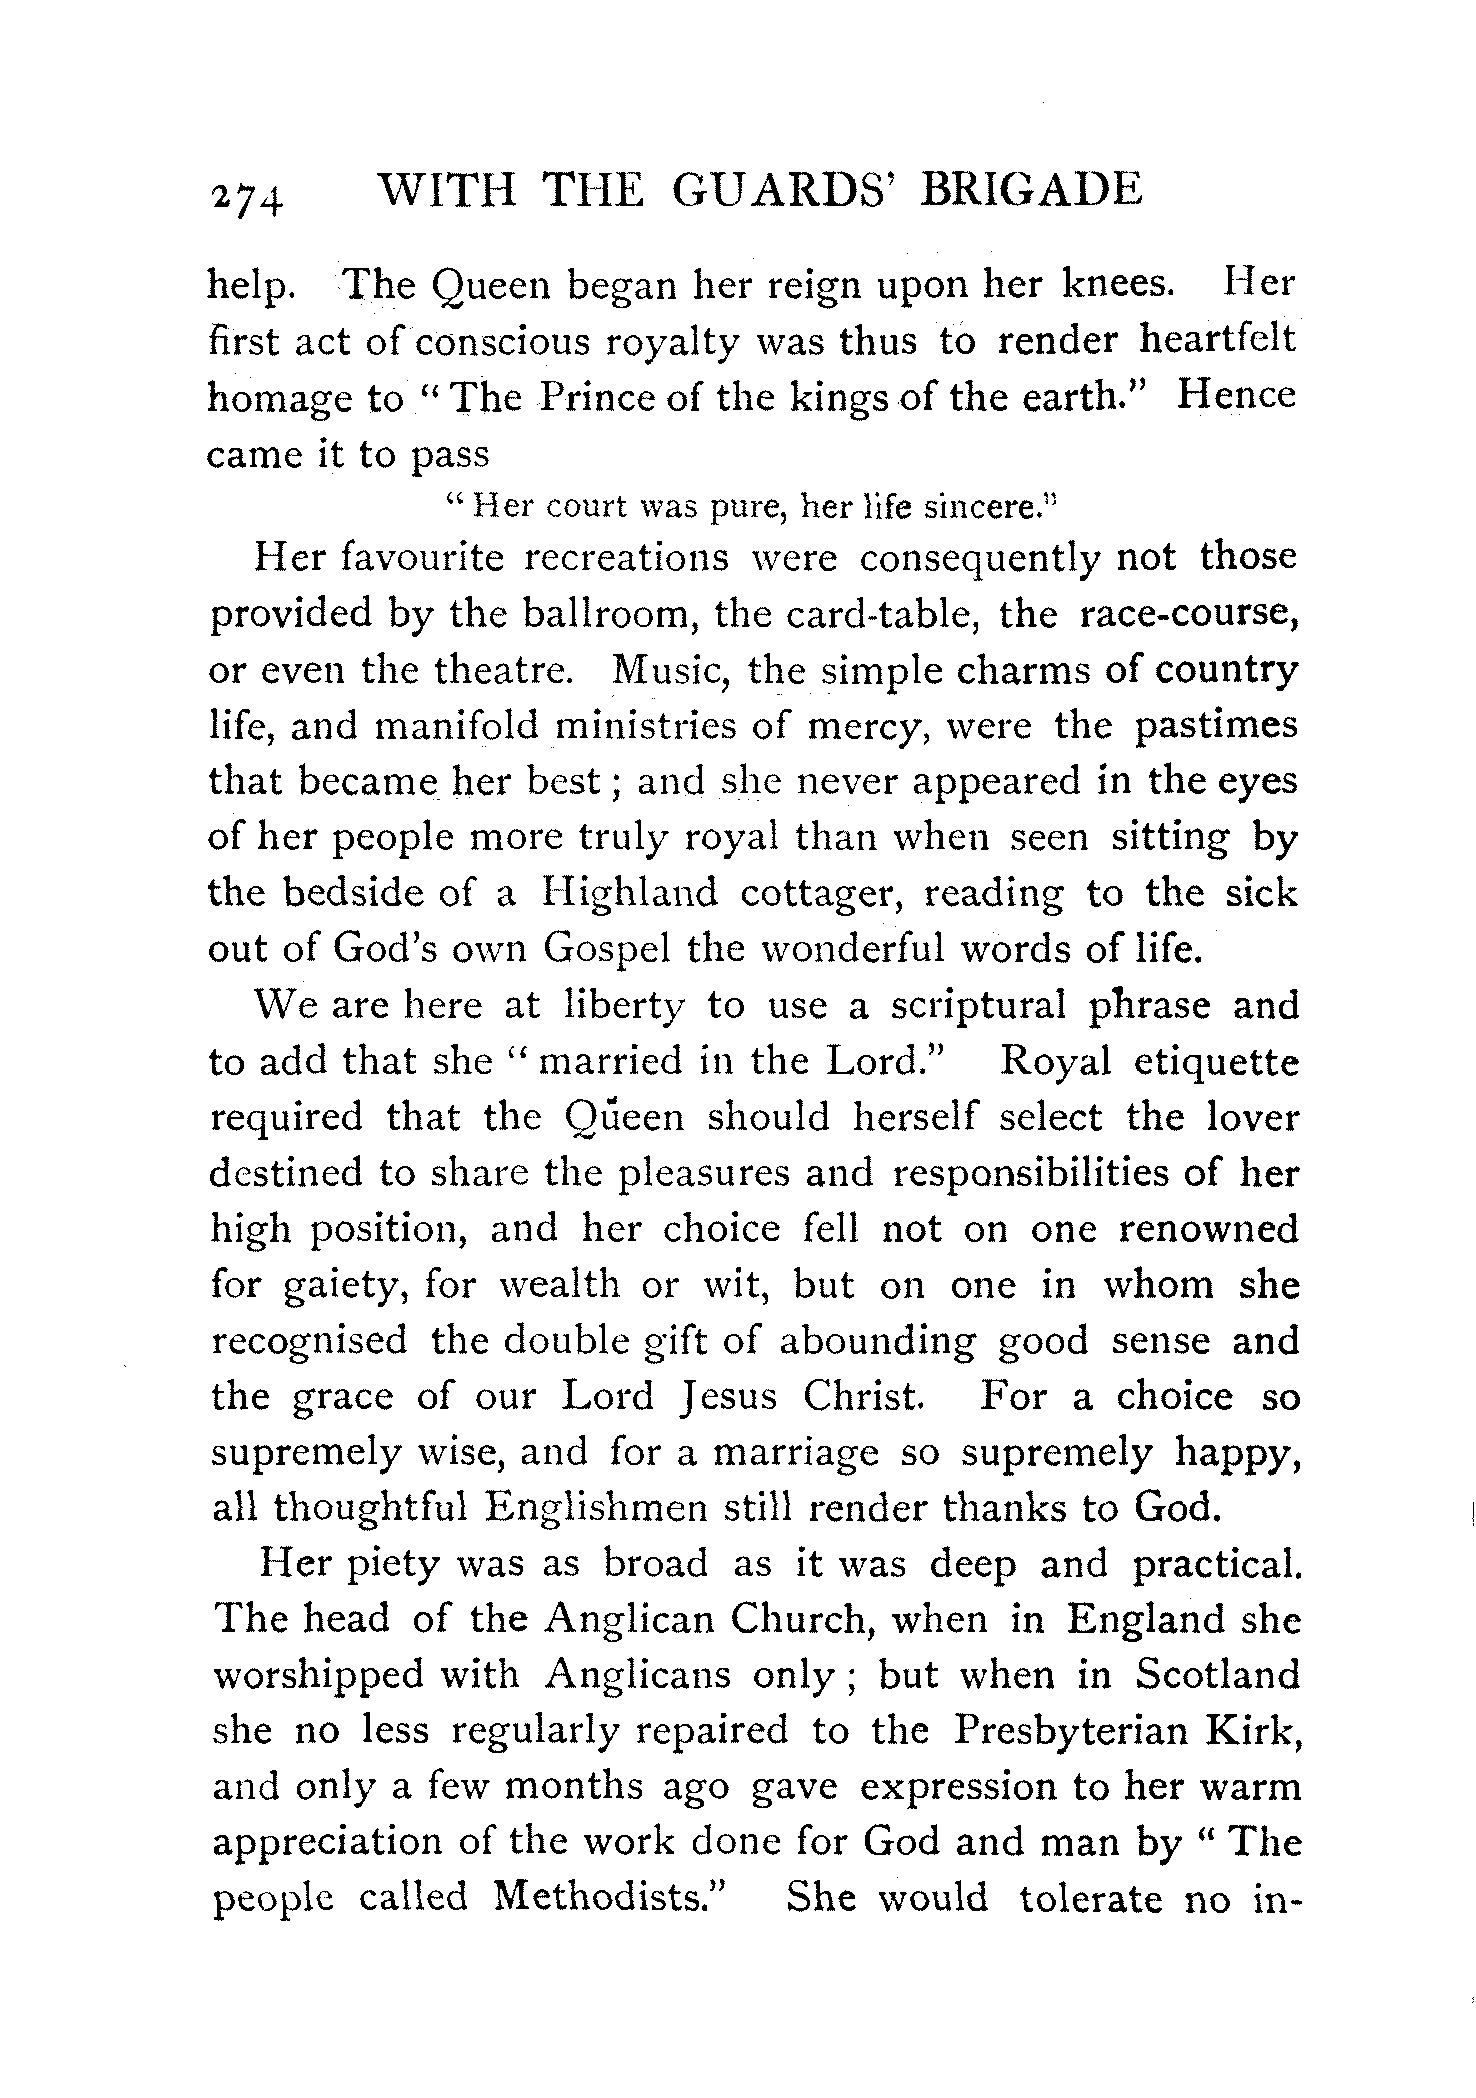 274 WITH THE GUARDS' BRIGADE
help. The Queen began her reign upon her knees. Her
first act of conscious royalty was thus to render heartfelt
homage to " The Prince of the kings of the earth." Hence
came it to pass
" Her court was pure, her life sincere."
Her favourite recreations were consequently not those
provided by the ballroom, the card-table, the race-course,
or even the theatre. Music, the simple charms of country
life, and manifold ministries of mercy, were the pastimes
that became her best ; and she never appeared in the eyes
of her people more truly royal than when seen sitting by
the bedside of a Highland cottager, reading to the sick
out of God's own Gospel the wonderful words of life.
We are here at liberty to use a scriptural phrase and
to add that she " married in the Lord." Royal etiquette
required that the Queen should herself select the lover
destined to share the pleasures and responsibilities of her
high position, and her choice fell not on one renowned
for gaiety, for wealth or wit, but on one in whom she
recognised the double gift of abounding good sense and
the grace of our Lord Jesus Christ. For a choice so
supremely wise, and for a marriage so supremely happy,
all thoughtful Englishmen still render thanks to God.
Her piety was as broad as it was deep and practical.
The head of the Anglican Church, when in England she
worshipped with Anglicans only ; but when in Scotland
she no less regularly repaired to the Presbyterian Kirk,
and only a few months ago gave expression to her warm
appreciation of the work done for God and man by " The
people called Methodists." She would tolerate no in-